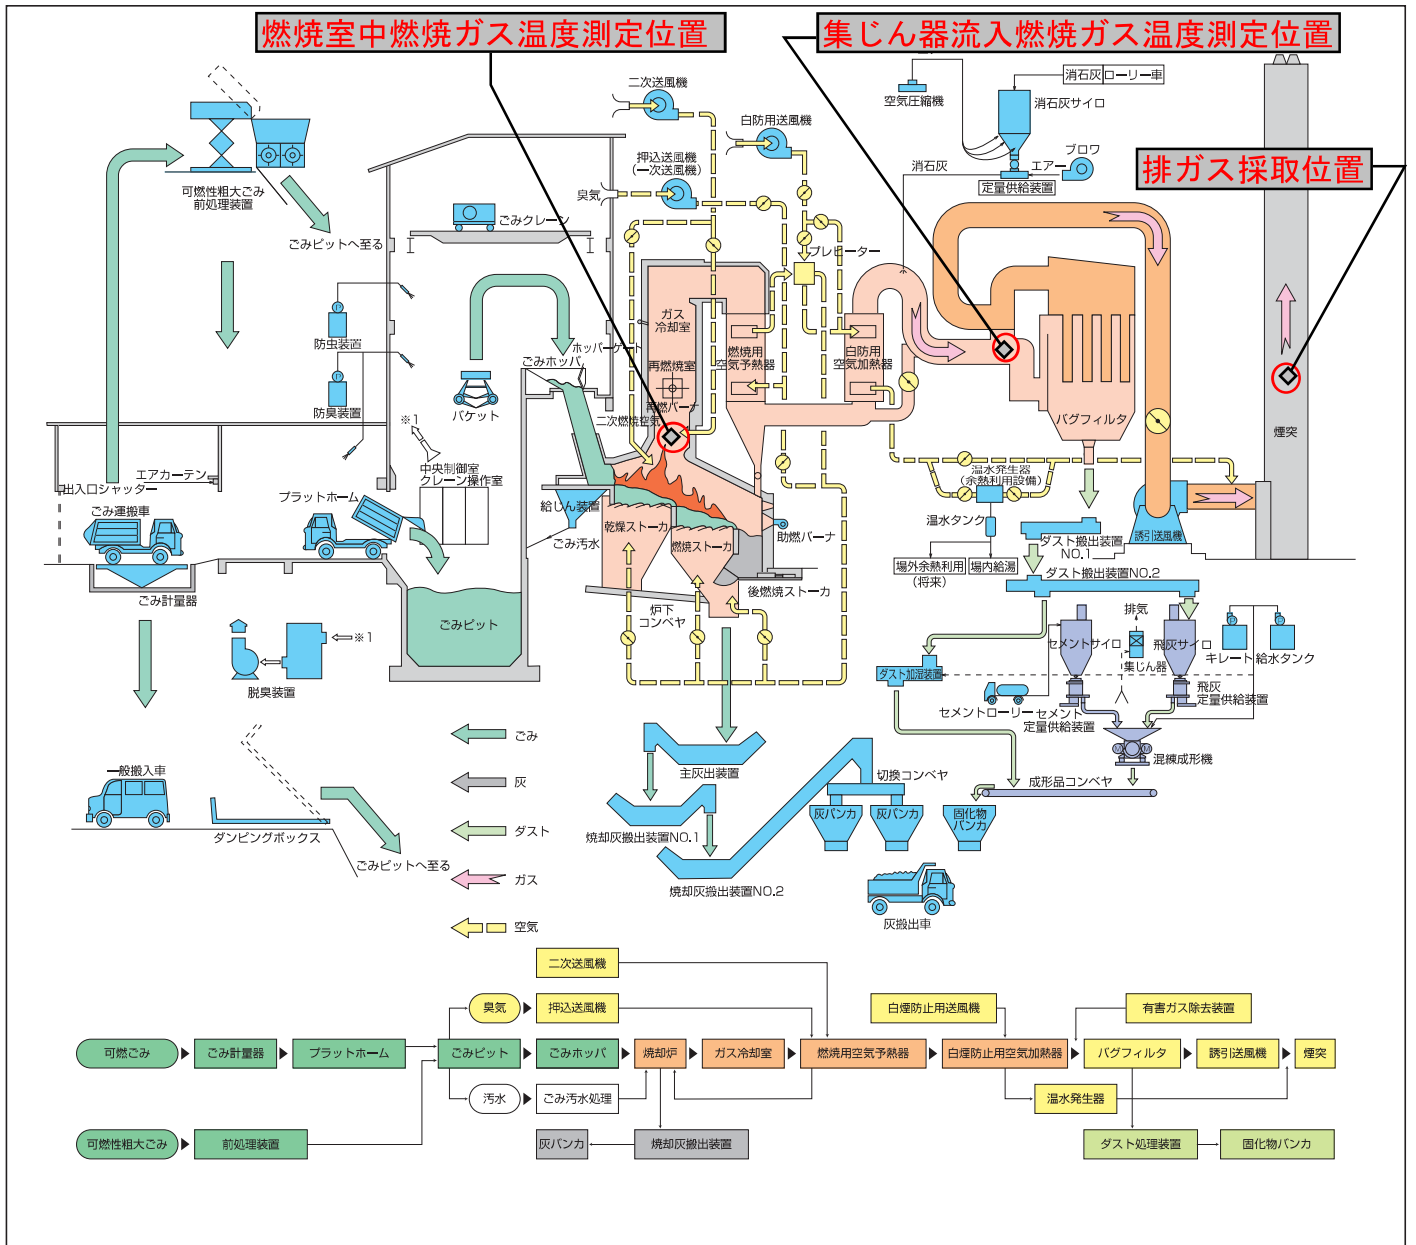 燃焼室中燃焼ガス温度測定位置
集じん器流入燃焼ガス温度測定位置
排ガス採取位置
二次送風機
白防用送風機
押込送風機
(一次送風機)
臭気
空気圧縮機
消石灰
ローリー車
消石灰サイロ
ブロワ
消石灰
エアー
定量供給装置
可燃性粗大ごみ
前処理装置
ごみピットへ至る
ごみクレーン
プレヒーター
防虫装置
防臭装置
バケット
ホッパーゲート
ごみホッパ
ガス
冷却室
再燃焼室
再燃バーナ
二次燃焼空気
燃焼用
空気予熱器
白防用
空気加熱器
バグフィルタ
煙突
※1
中央制御室
クレーン操作室
エアカーテン
出入口シャッター
ごみ運搬車
プラットホーム
ごみ計量器
給じん装置
ごみ汚水
乾燥ストーカ
燃焼ストーカ
助燃バーナ
後燃焼ストーカ
炉下
コンベヤ
ごみピット
温水発生器
(余熱利用設備)
温水タンク
場外余熱利用
(将来)
場内給湯
誘引送風機
ダスト搬出装置
NO.1
ダスト搬出装置NO.2
排気
セメントサイロ
集じん器
飛灰サイロ
キレート
給水タンク
ダスト加湿装置
セメントローリー
セメント
定量供給装置
飛灰
定量供給装置
混練成形機
成形品コンベヤ
脱臭装置
※1
一般搬入車
ダンピングボックス
ごみピットへ至る
ごみ
灰
ダスト
ガス
空気
主灰出装置
焼却灰搬出装置NO.1
焼却灰搬出装置NO.2
切換コンベヤ
灰バンカ
灰バンカ
固化物
バンカ
灰搬出車
二次送風機
臭気
押込送風機
白煙防止用送風機
有害ガス除去装置
可燃ごみ
ごみ計量器
プラットホーム
ごみピット
ごみホッパ
焼却炉
ガス冷却室
燃焼用空気予熱器
白煙防止用空気加熱器
バグフィルタ
誘引送風機
煙突
汚水
ごみ汚水処理
温水発生器
可燃性粗大ごみ
前処理装置
灰バンカ
焼却灰搬出装置
ダスト処理装置
固化物バンカ